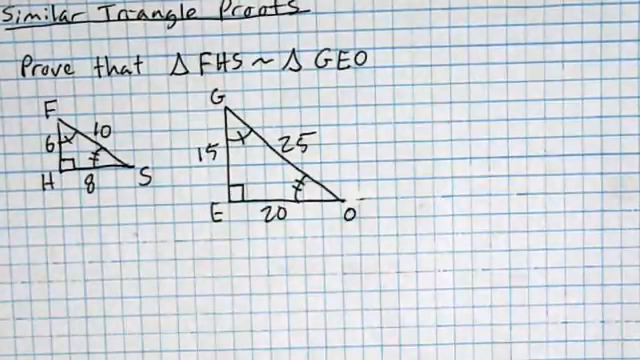 Similar Triangle Proofs
Prove that Δ FHS ~ Δ GEO
F
6
10
H
8
S
G
15
25
E
20
O